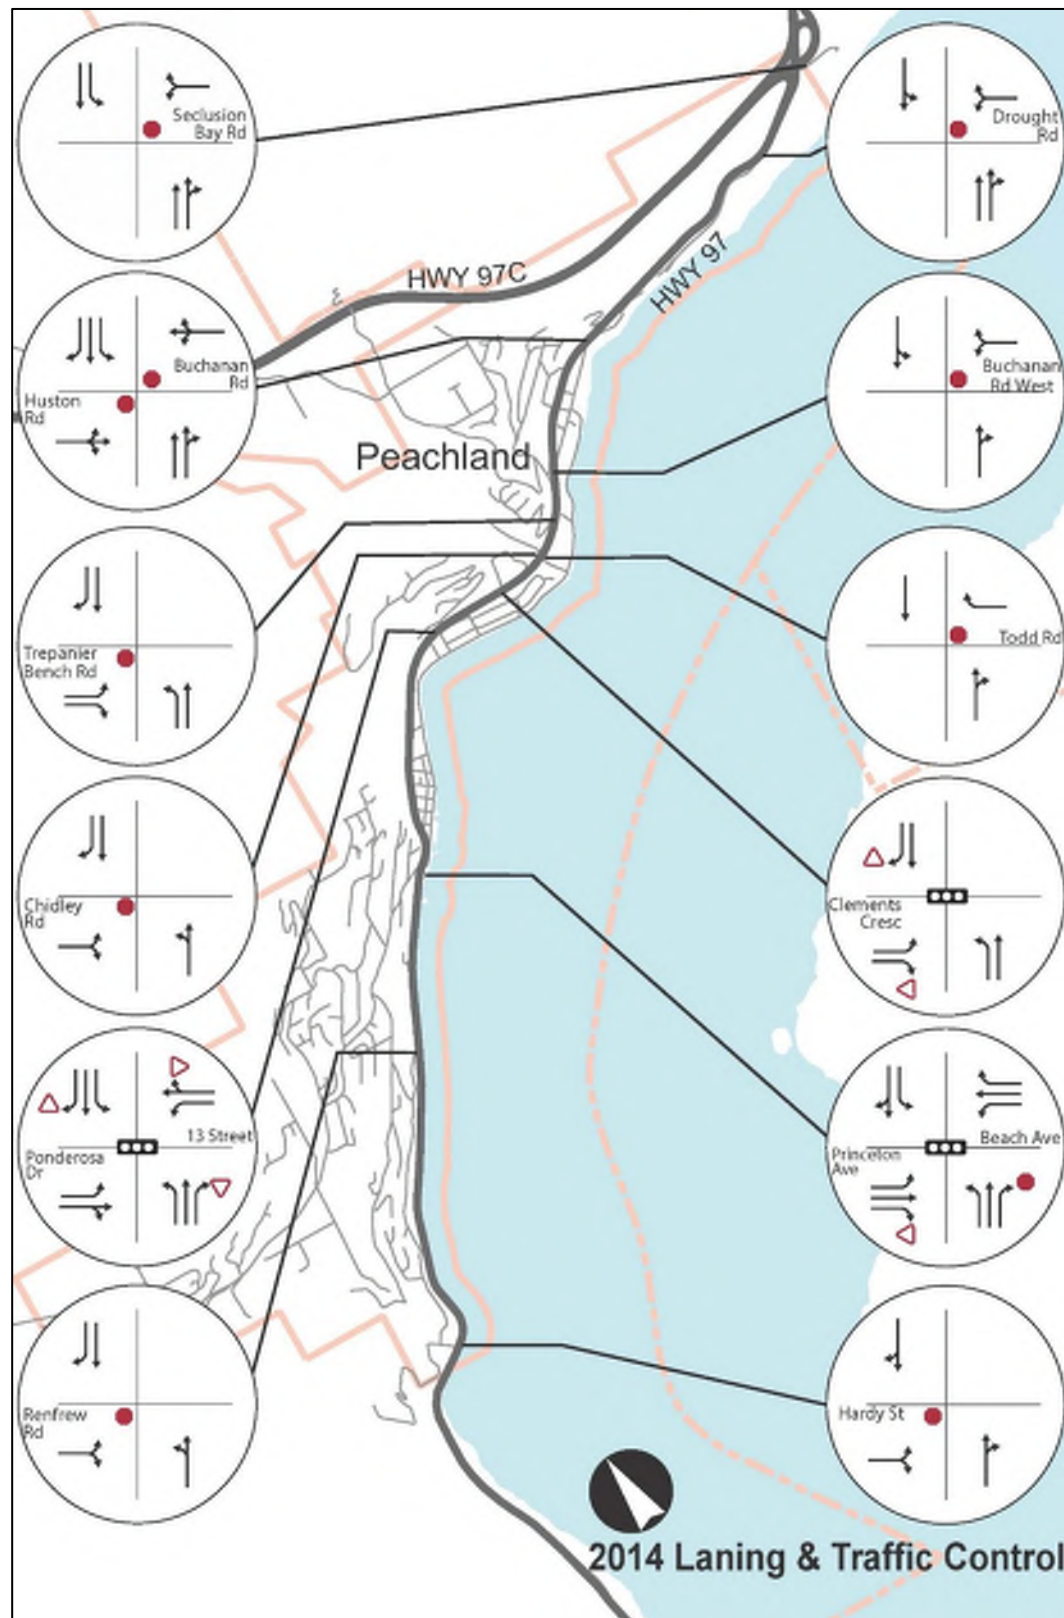 Seclusion
Bay Rd
Drought
Rd
HWY 97C
HWY 97
Buchanan
Rd
Huston
Rd
Buchanan
Rd West
Peachland
Trepanier
Bench Rd
Todd Rd
Chidley
Rd
Clements
Cresc
13 Street
Ponderosa
Dr
Beach Ave
Princeton
Ave
Renfrew
Rd
Hardy St
2014 Laning & Traffic Control